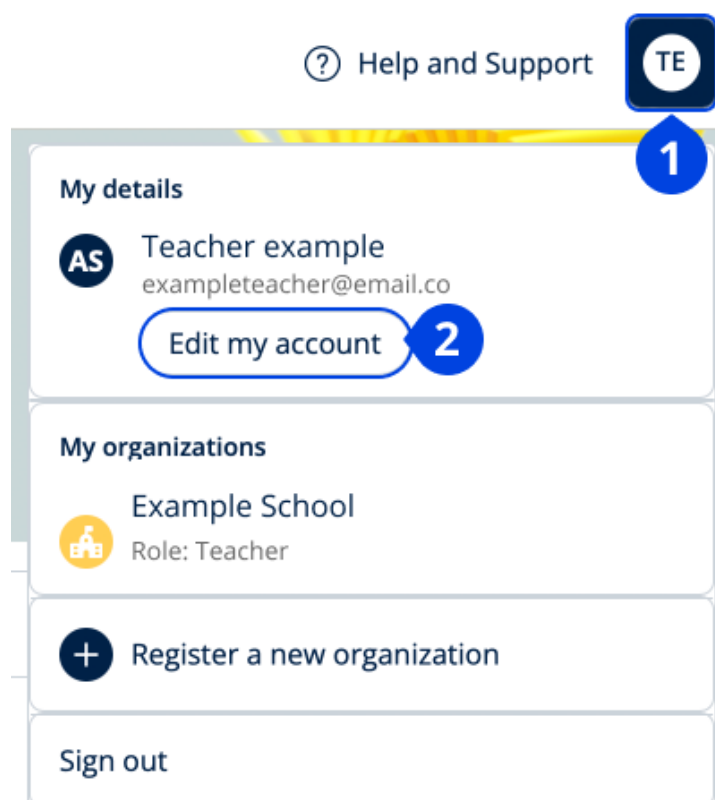 Help and Support
TE
1
My details
AS
Teacher example
exampleteacher@email.co
Edit my account
2
My organizations
Example School
Role: Teacher
Register a new organization
Sign out